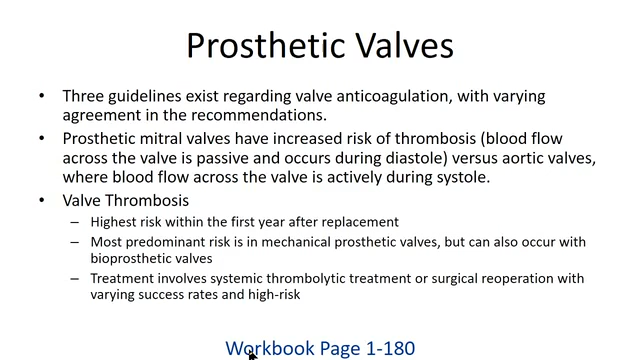 Prosthetic Valves
• Three guidelines exist regarding valve anticoagulation, with varying
agreement in the recommendations.
• Prosthetic mitral valves have increased risk of thrombosis (blood flow
across the valve is passive and occurs during diastole) versus aortic valves,
where blood flow across the valve is actively during systole.
• Valve Thrombosis
– Highest risk within the first year after replacement
– Most predominant risk is in mechanical prosthetic valves, but can also occur with
bioprosthetic valves
– Treatment involves systemic thrombolytic treatment or surgical reoperation with
varying success rates and high-risk
Workbook Page 1-180